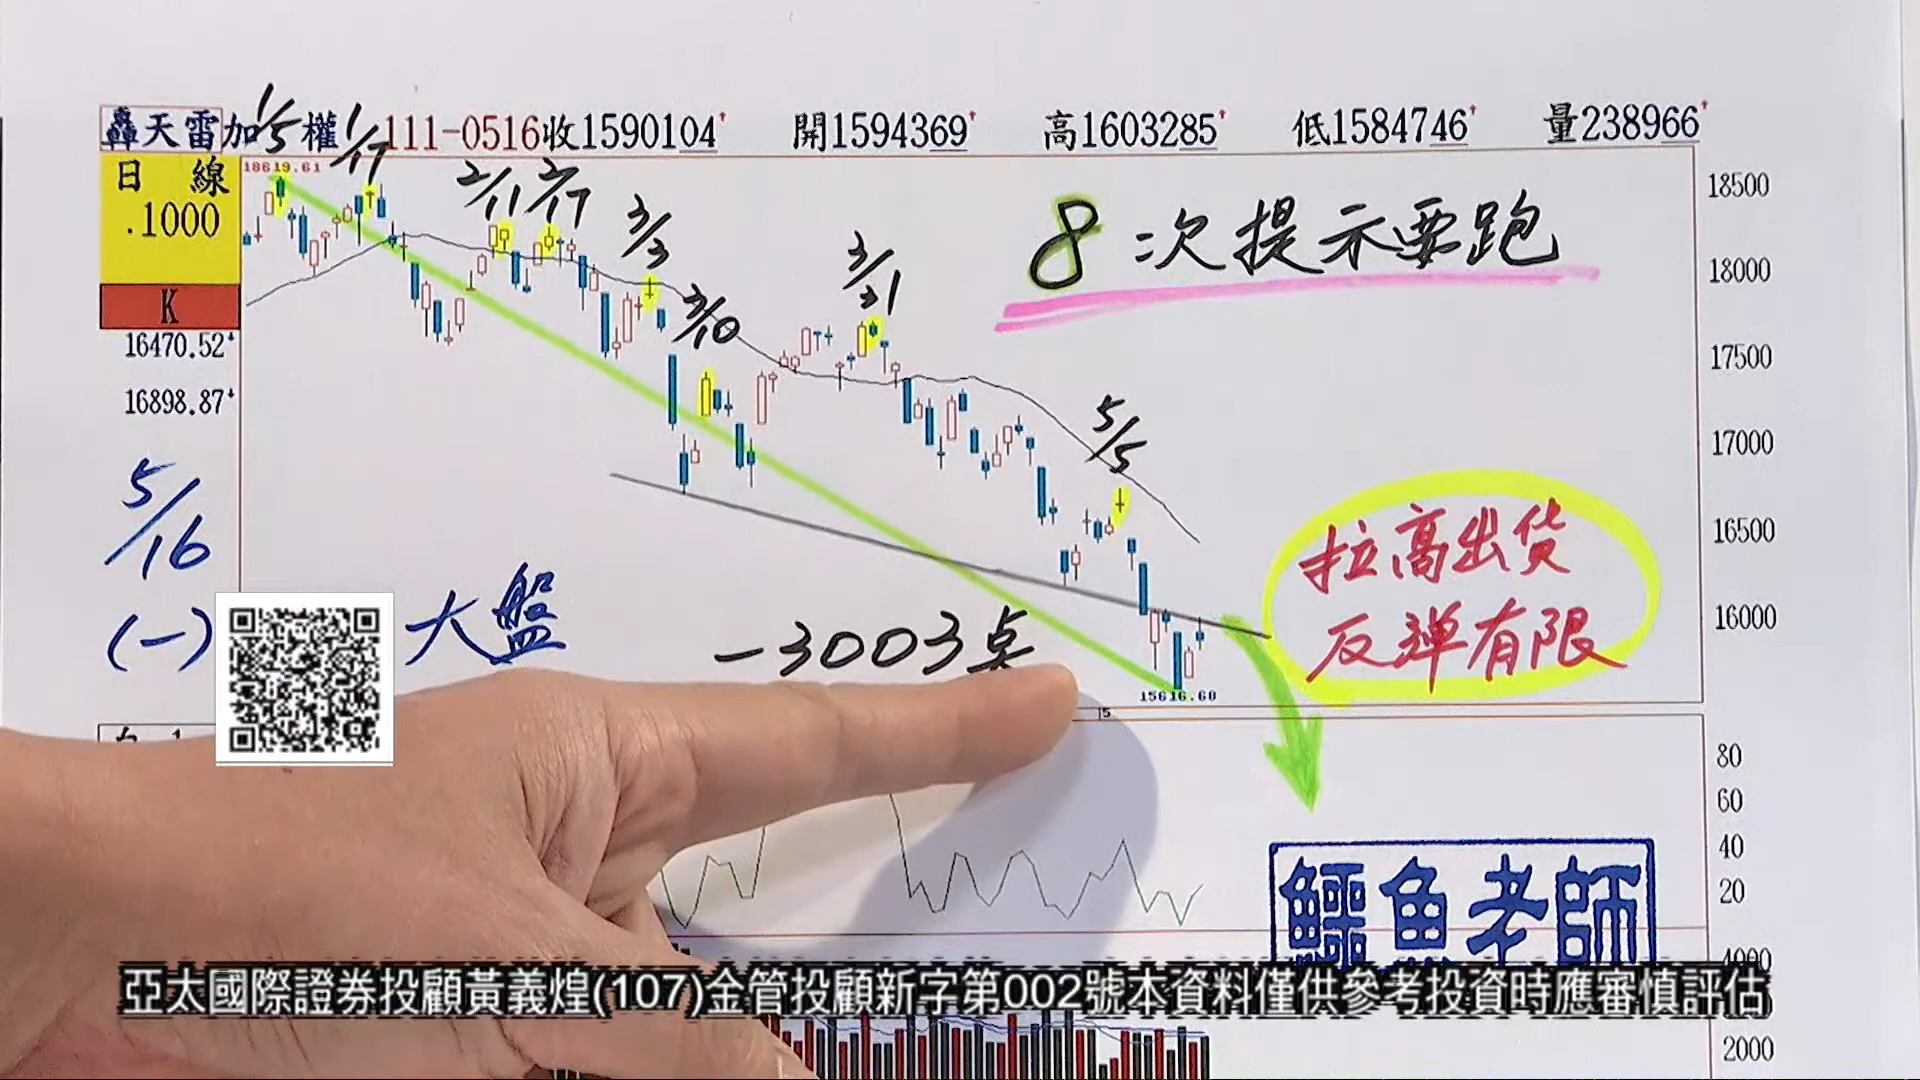 轟天雷加權 111-0516收1590104 開1594369 高1603285 低1584746 量238966
1/5
1/17
2/11
2/17
3/3
3/10
3/31
5/5
日線
.1000
K
16470.52
16898.87
18619.61
8次提示要跑
18500
18000
17500
17000
16500
16000
5/16
(一)
大盤
-3003点
拉高出货
反弹有限
15616.60
5
80
60
40
20
4000
2000
鱷魚老師
亞太國際證券投顧黃義煌(107)金管投顧新字第002號本資料僅供參考投資時應審慎評估